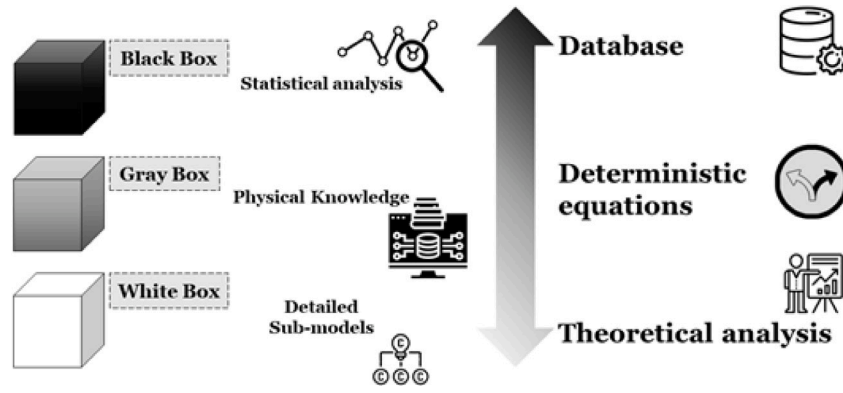 Black Box
Statistical analysis
Database
Gray Box
Physical Knowledge
Deterministic
equations
White Box
Detailed
Sub-models
Theoretical analysis
C
C C C